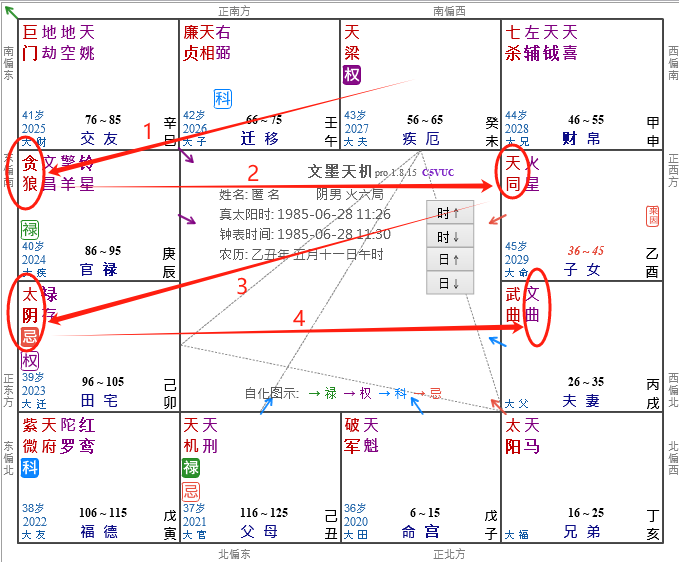 正南方
南偏西
南偏东
巨 地 地 天
门 劫 空 姚
41岁
2025
大财
76～85
交 友
辛
巳
廉 天 右
贞 相 弼
科
42岁
2026
大子
66～75
迁 移
壬
午
天
梁
权
43岁
2027
大夫
56～65
疾 厄
癸
未
七 左 天 天
杀 辅 钺 喜
44岁
2028
大兄
46～55
财 帛
甲
申
西偏南
东偏南
贪 文 擎 铃
狼 昌 羊 星
禄
40岁
2024
大疾
86～95
官 禄
庚
辰
文墨天机 pro 1.8.15 C5VUC
姓名: 匿 名 阴男 火六局
真太阳时: 1985-06-28 11:26
钟表时间: 1985-06-28 11:30
农历: 乙丑年 五月十一日午时
时↑
时↓
日↑
日↓
天 火
同 星
来因
45岁
2029
大命
36～45
子 女
乙
酉
正西方
1
2
3
4
太 禄
阴 存
忌
权
39岁
2023
大迁
96～105
田 宅
己
卯
正东方
自化图示: →禄 →权 →科 →忌
武 文
曲 曲
大父
26～35
夫 妻
丙
戌
西偏北
东偏北
紫 天 陀 红
微 府 罗 鸾
科
38岁
2022
大友
106～115
福 德
戊
寅
天 天
机 刑
禄
忌
37岁
2021
大官
116～125
父 母
己
丑
破 天
军 魁
36岁
2020
大田
6～15
命 宫
戊
子
太 天
阳 马
大福
16～25
兄 弟
丁
亥
北偏西
北偏东
正北方